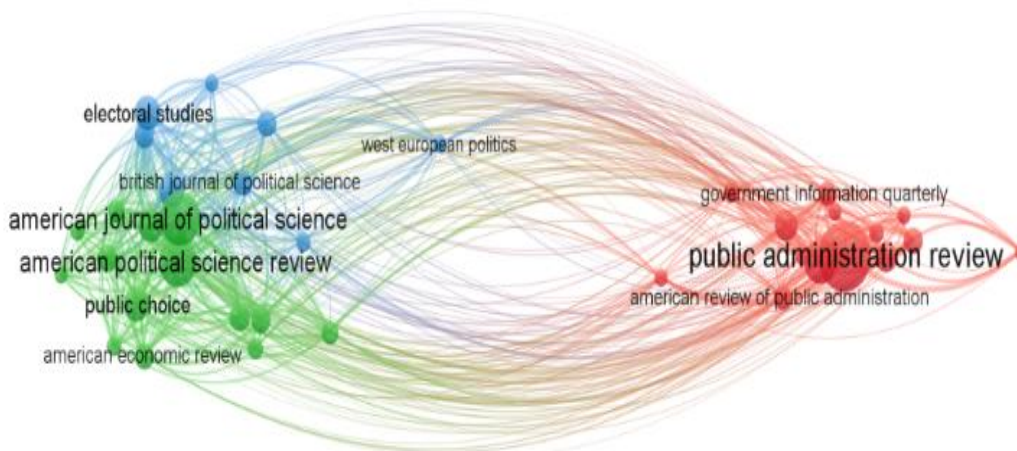 electoral studies
west european politics
british journal of political science
american journal of political science
american political science review
public choice
american economic review
government information quarterly
public administration review
american review of public administration